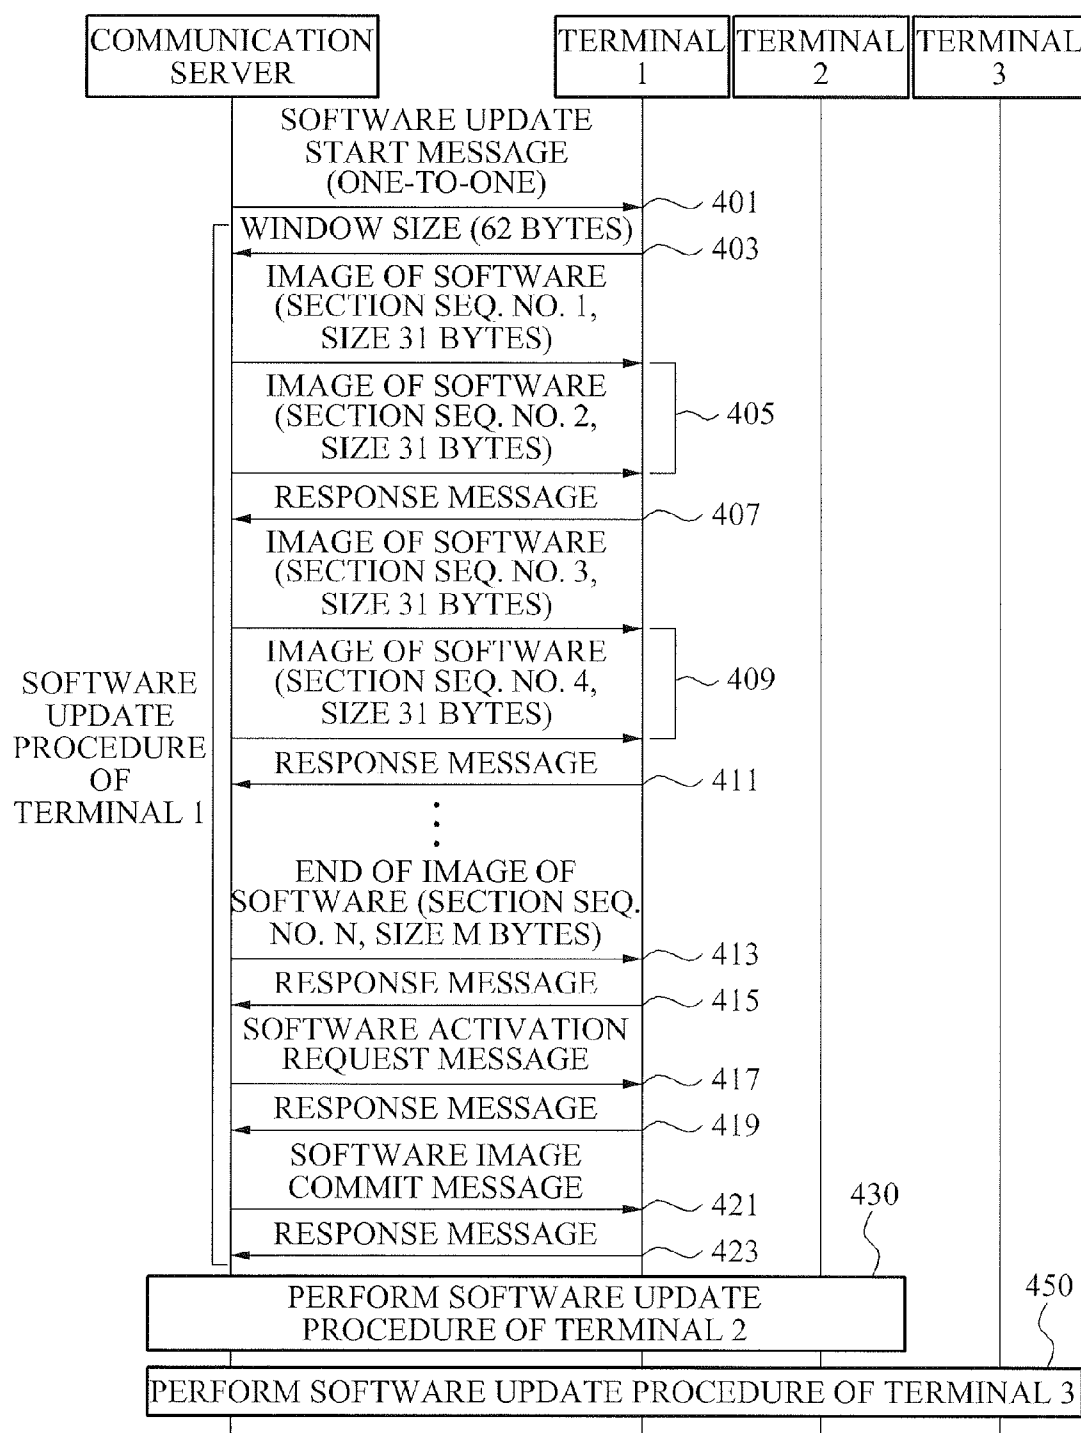 COMMUNICATION
SERVER
TERMINAL
1
TERMINAL
2
TERMINAL
3
SOFTWARE UPDATE
START MESSAGE
(ONE-TO-ONE)
401
WINDOW SIZE (62 BYTES)
403
IMAGE OF SOFTWARE
(SECTION SEQ. NO. 1,
SIZE 31 BYTES)
IMAGE OF SOFTWARE
(SECTION SEQ. NO. 2,
SIZE 31 BYTES)
405
RESPONSE MESSAGE
407
IMAGE OF SOFTWARE
(SECTION SEQ. NO. 3,
SIZE 31 BYTES)
IMAGE OF SOFTWARE
(SECTION SEQ. NO. 4,
SIZE 31 BYTES)
409
RESPONSE MESSAGE
411
SOFTWARE
UPDATE
PROCEDURE
OF
TERMINAL 1
END OF IMAGE OF
SOFTWARE (SECTION SEQ.
NO. N, SIZE M BYTES)
413
RESPONSE MESSAGE
415
SOFTWARE ACTIVATION
REQUEST MESSAGE
417
RESPONSE MESSAGE
419
SOFTWARE IMAGE
COMMIT MESSAGE
421
RESPONSE MESSAGE
423
430
PERFORM SOFTWARE UPDATE
PROCEDURE OF TERMINAL 2
450
PERFORM SOFTWARE UPDATE PROCEDURE OF TERMINAL 3